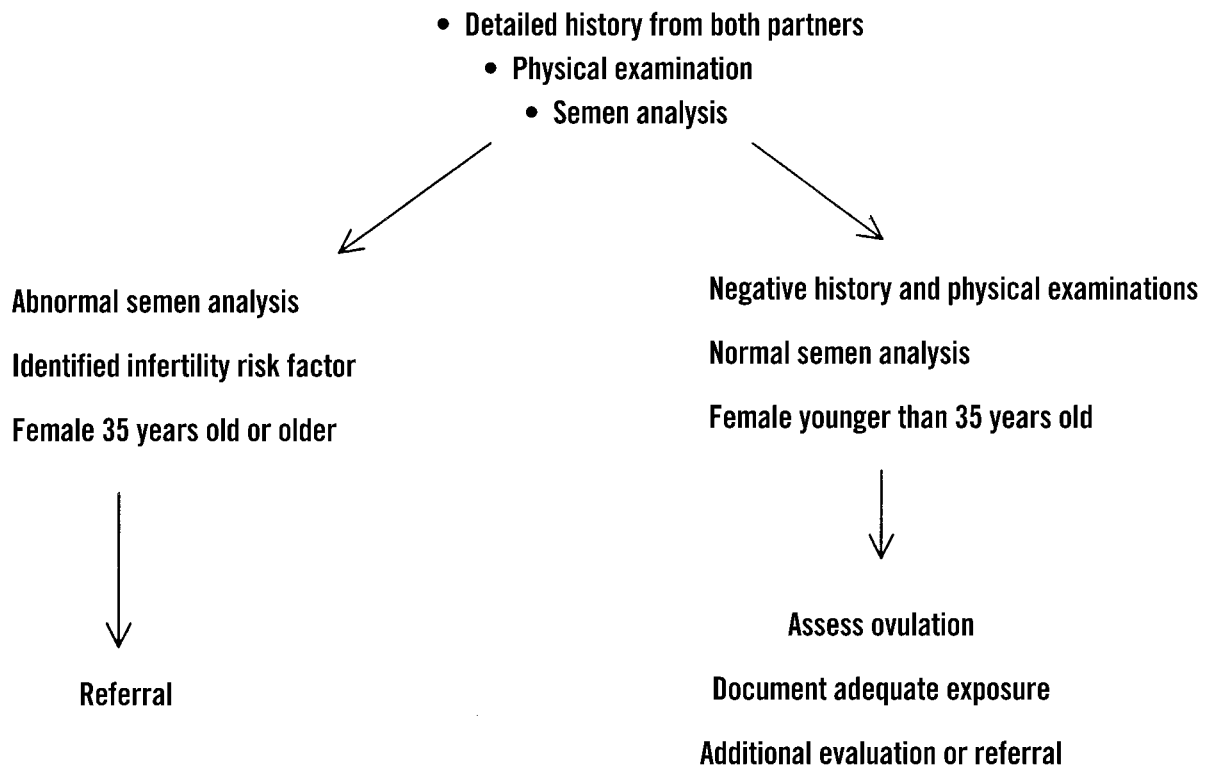 • Detailed history from both partners
• Physical examination
• Semen analysis
Abnormal semen analysis
Identified infertility risk factor
Female 35 years old or older
Referral
Negative history and physical examinations
Normal semen analysis
Female younger than 35 years old
Assess ovulation
Document adequate exposure
Additional evaluation or referral